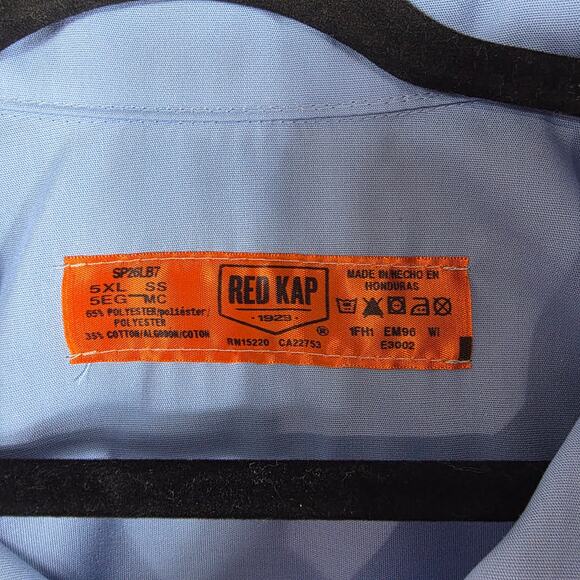 SP26LB7
5XL SS
5EG MC
65% POLYESTER/poliéster/
POLYESTER
35% COTTON/ALGODON/COTON
RED KAP
·1923·
®
RN15220 CA22753
MADE IN/HECHO EN
HONDURAS
1FH1 EM96 WI
E3002